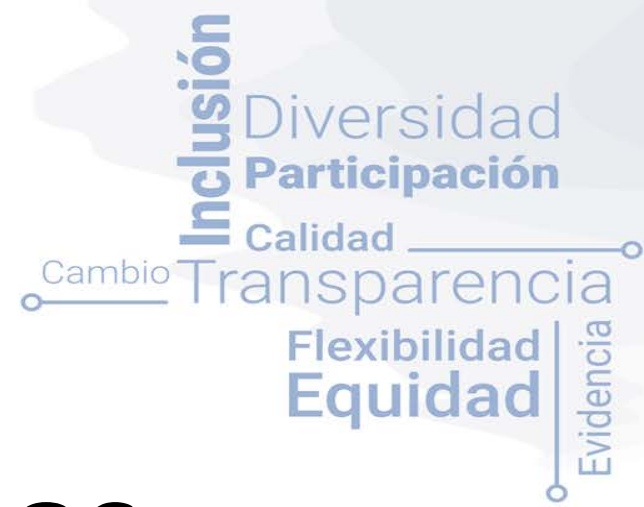 Inclusión
Diversidad
Participación
Calidad
Cambio
Transparencia
Flexibilidad
Equidad
Evidencia